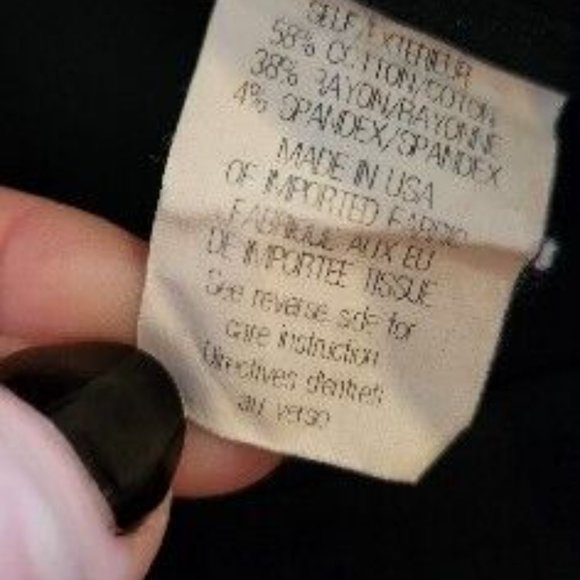 SELF/EXTERIEUR
58% COTTON/COTON
38% RAYON/RAYONNE
4% SPANDEX/SPANDEX
MADE IN USA
OF IMPORTED FABRIC
FABRIQUE AUX EU
DE IMPORTEE TISSUE
See reverse side for
care instruction
Directives d'entreti
au verso